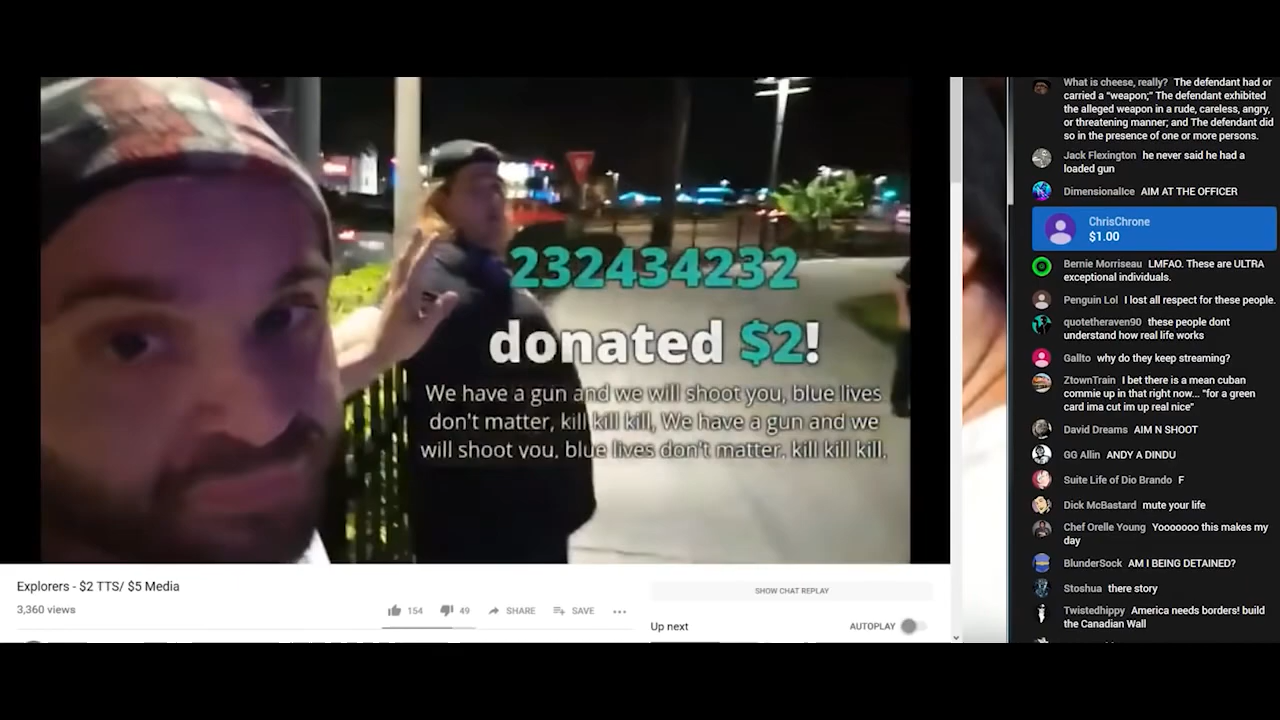 232434232
donated $2!
We have a gun and we will shoot you, blue lives
don't matter, kill kill kill, We have a gun and we
will shoot you, blue lives don't matter, kill kill kill,
Explorers - $2 TTS/ $5 Media
3,360 views
154
49
SHARE
SAVE
SHOW CHAT REPLAY
Up next
AUTOPLAY
What is cheese, really? The defendant had or
carried a "weapon;" The defendant exhibited
the alleged weapon in a rude, careless, angry,
or threatening manner; and The defendant did
so in the presence of one or more persons.
Jack Flexington he never said he had a
loaded gun
DimensionalIce AIM AT THE OFFICER
ChrisChrone
$1.00
Bernie Morriseau LMFAO. These are ULTRA
exceptional individuals.
Penguin Lol I lost all respect for these people.
quotetheraven90 these people dont
understand how real life works
Gallto why do they keep streaming?
ZtownTrain I bet there is a mean cuban
commie up in that right now... "for a green
card ima cut im up real nice"
David Dreams AIM N SHOOT
GG Allin ANDY A DINDU
Suite Life of Dio Brando F
Dick McBastard mute your life
Chef Orelle Young Yooooooo this makes my
day
BlunderSock AM I BEING DETAINED?
Stoshua there story
Twistedhippy America needs borders! build
the Canadian Wall